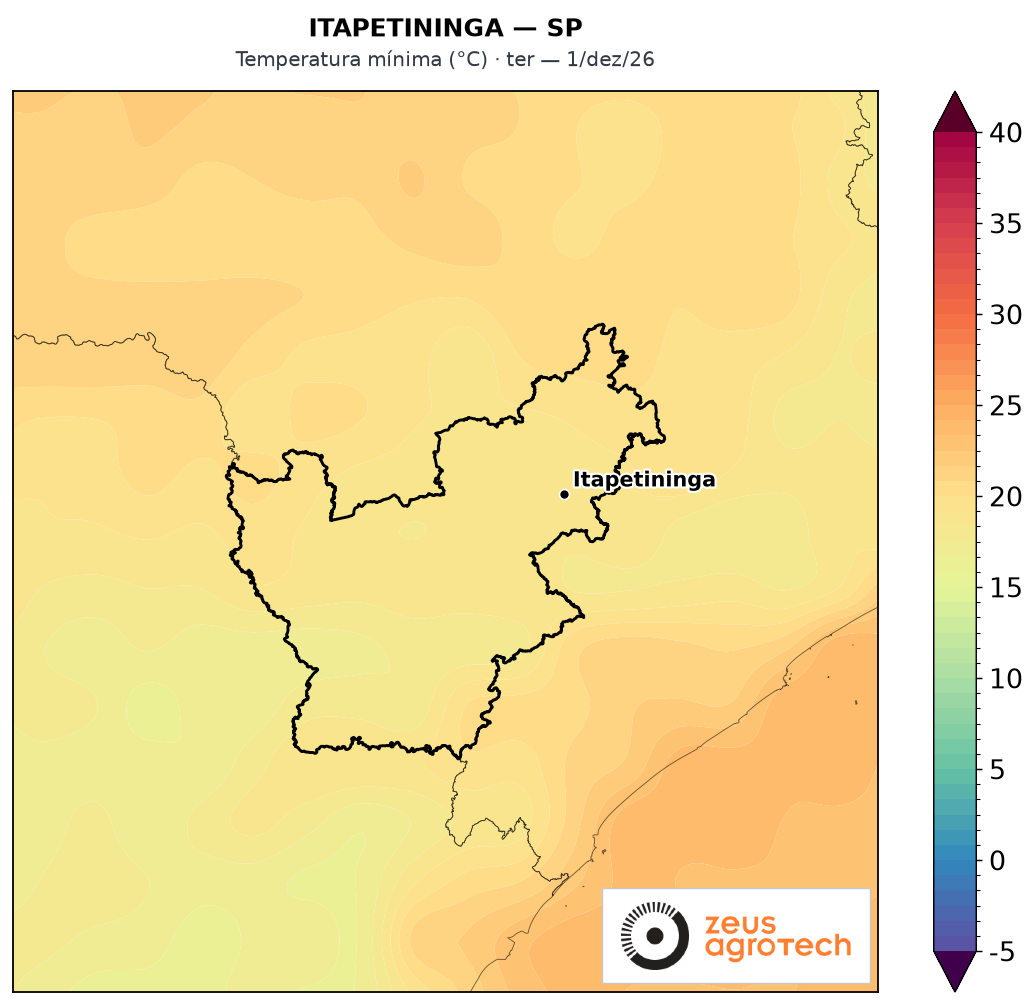 ITAPETININGA — SP
Temperatura mínima (°C) · ter — 1/dez/26
40
35
30
25
20
15
10
5
0
-5
Itapetininga
zeus
agrotech